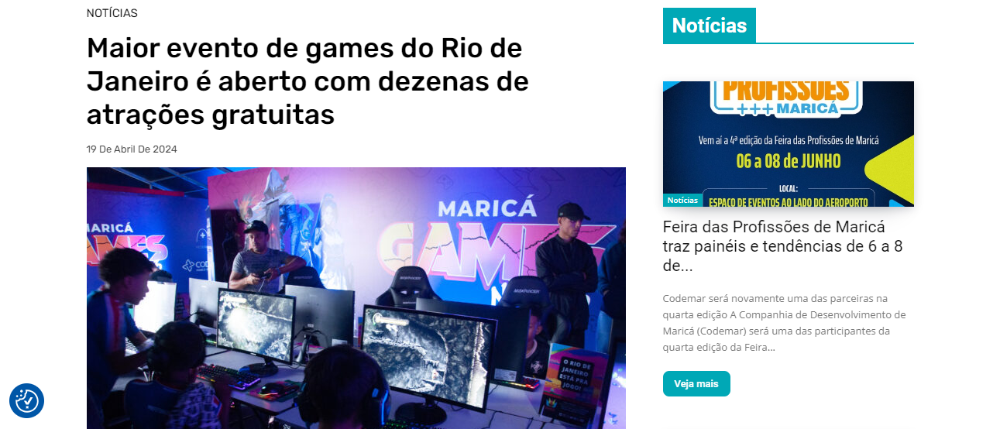 NOTÍCIAS
Maior evento de games do Rio de
Janeiro é aberto com dezenas de
atrações gratuitas
19 De Abril De 2024
MARICÁ
GAMES
MAXRACER
MAXRACER
O RIO DE
JANEIRO
ESTÁ PRA
JOGO!
Notícias
PROFISSÕES
+++MARICÁ
Vem aí a 4ª edição da Feira das Profissões de Maricá
06 a 08 de JUNHO
LOCAL:
ESPAÇO DE EVENTOS AO LADO DO AEROPORTO
Notícias
Feira das Profissões de Maricá
traz painéis e tendências de 6 a 8
de...
Codemar será novamente uma das parceiras na
quarta edição A Companhia de Desenvolvimento de
Maricá (Codemar) será uma das participantes da
quarta edição da Feira...
Veja mais